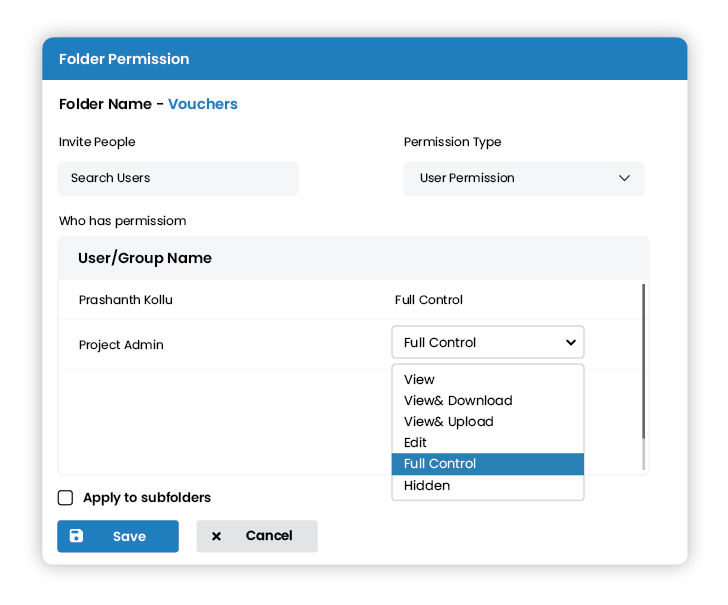 Folder Permission
Folder Name - Vouchers
Invite People Permission Type
Search Users User Permission
Who has permissiom
User/Group Name
Prashanth Kollu Full Control
Project Admin Full Control
View
View& Download
View& Upload
Edit
Full Control
Hidden
Apply to subfolders
Save Cancel